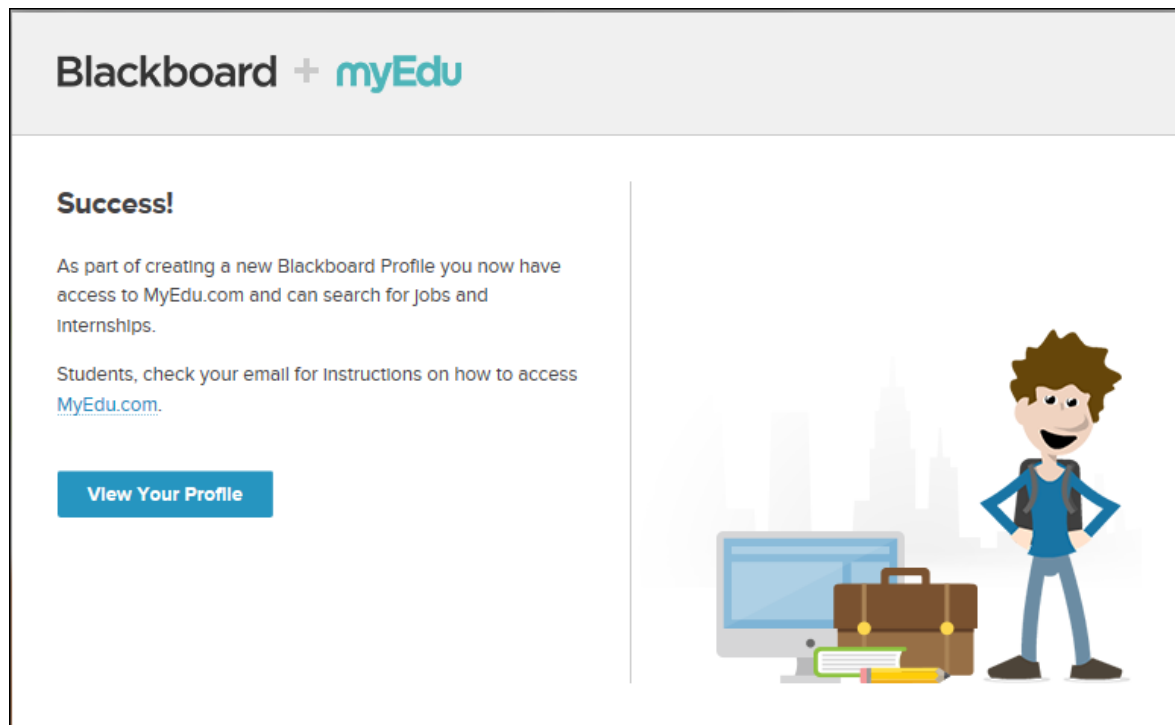 Blackboard + myEdu
Success!
As part of creating a new Blackboard Profile you now have
access to MyEdu.com and can search for jobs and
internships.
Students, check your email for instructions on how to access
MyEdu.com.
View Your Profile